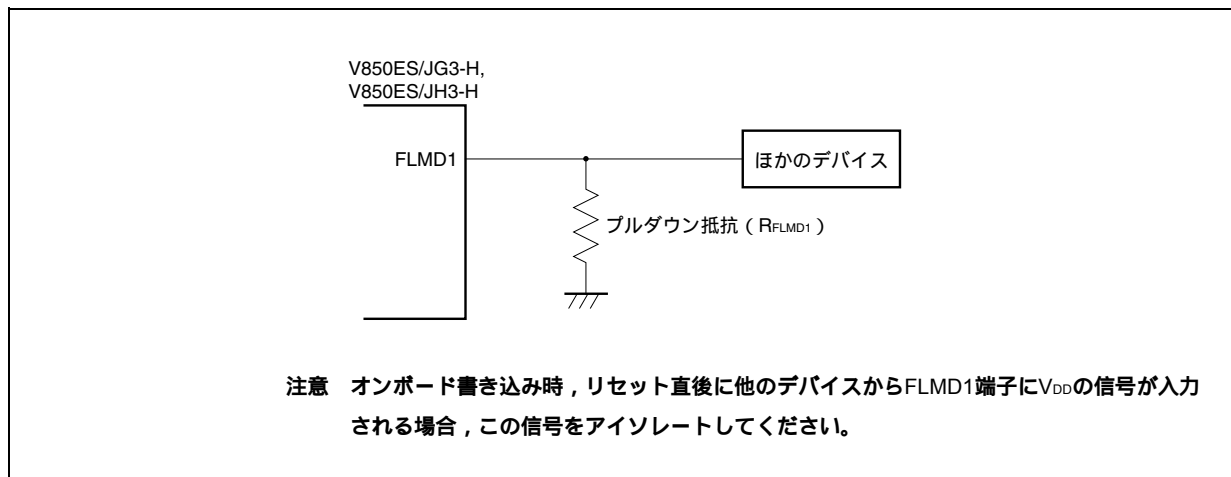 V850ES/JG3-H,
V850ES/JH3-H
FLMD1
ほかのデバイス
プルダウン抵抗（RFLMD1）
注意　オンボード書き込み時，リセット直後に他のデバイスからFLMD1端子にVDDの信号が入力
される場合，この信号をアイソレートしてください。